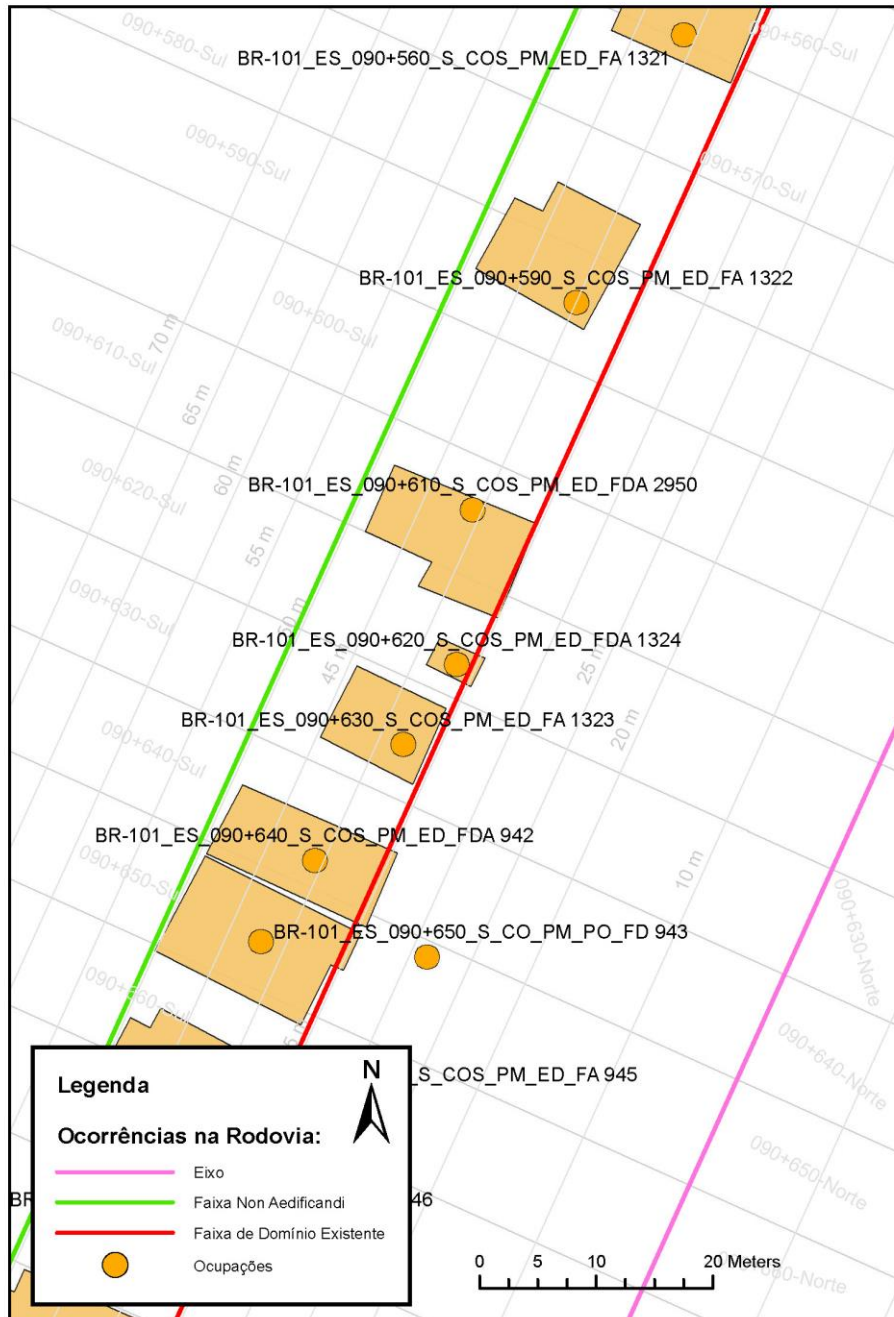 090+580-Sul
090+560-Sul
BR-101_ES_090+560_S_COS_PM_ED_FA 1321
090+590-Sul
090+570-Sul
BR-101_ES_090+590_S_COS_PM_ED_FA 1322
090+600-Sul
090+610-Sul
70 m
65 m
60 m
090+620-Sul
BR-101_ES_090+610_S_COS_PM_ED_FDA 2950
55 m
50 m
090+630-Sul
BR-101_ES_090+620_S_COS_PM_ED_FDA 1324
45 m
25 m
BR-101_ES_090+630_S_COS_PM_ED_FA 1323
20 m
090+640-Sul
BR-101_ES_090+640_S_COS_PM_ED_FDA 942
10 m
090+650-Sul
BR-101_ES_090+650_S_CO_PM_PO_FD 943
090+630-Norte
090+660-Sul
_S_COS_PM_ED_FA 945
090+640-Norte
Legenda
N
Ocorrências na Rodovia:
Eixo
Faixa Non Aedificandi
Faixa de Domínio Existente
Ocupações
BR
46
090+650-Norte
0 5 10 20 Meters